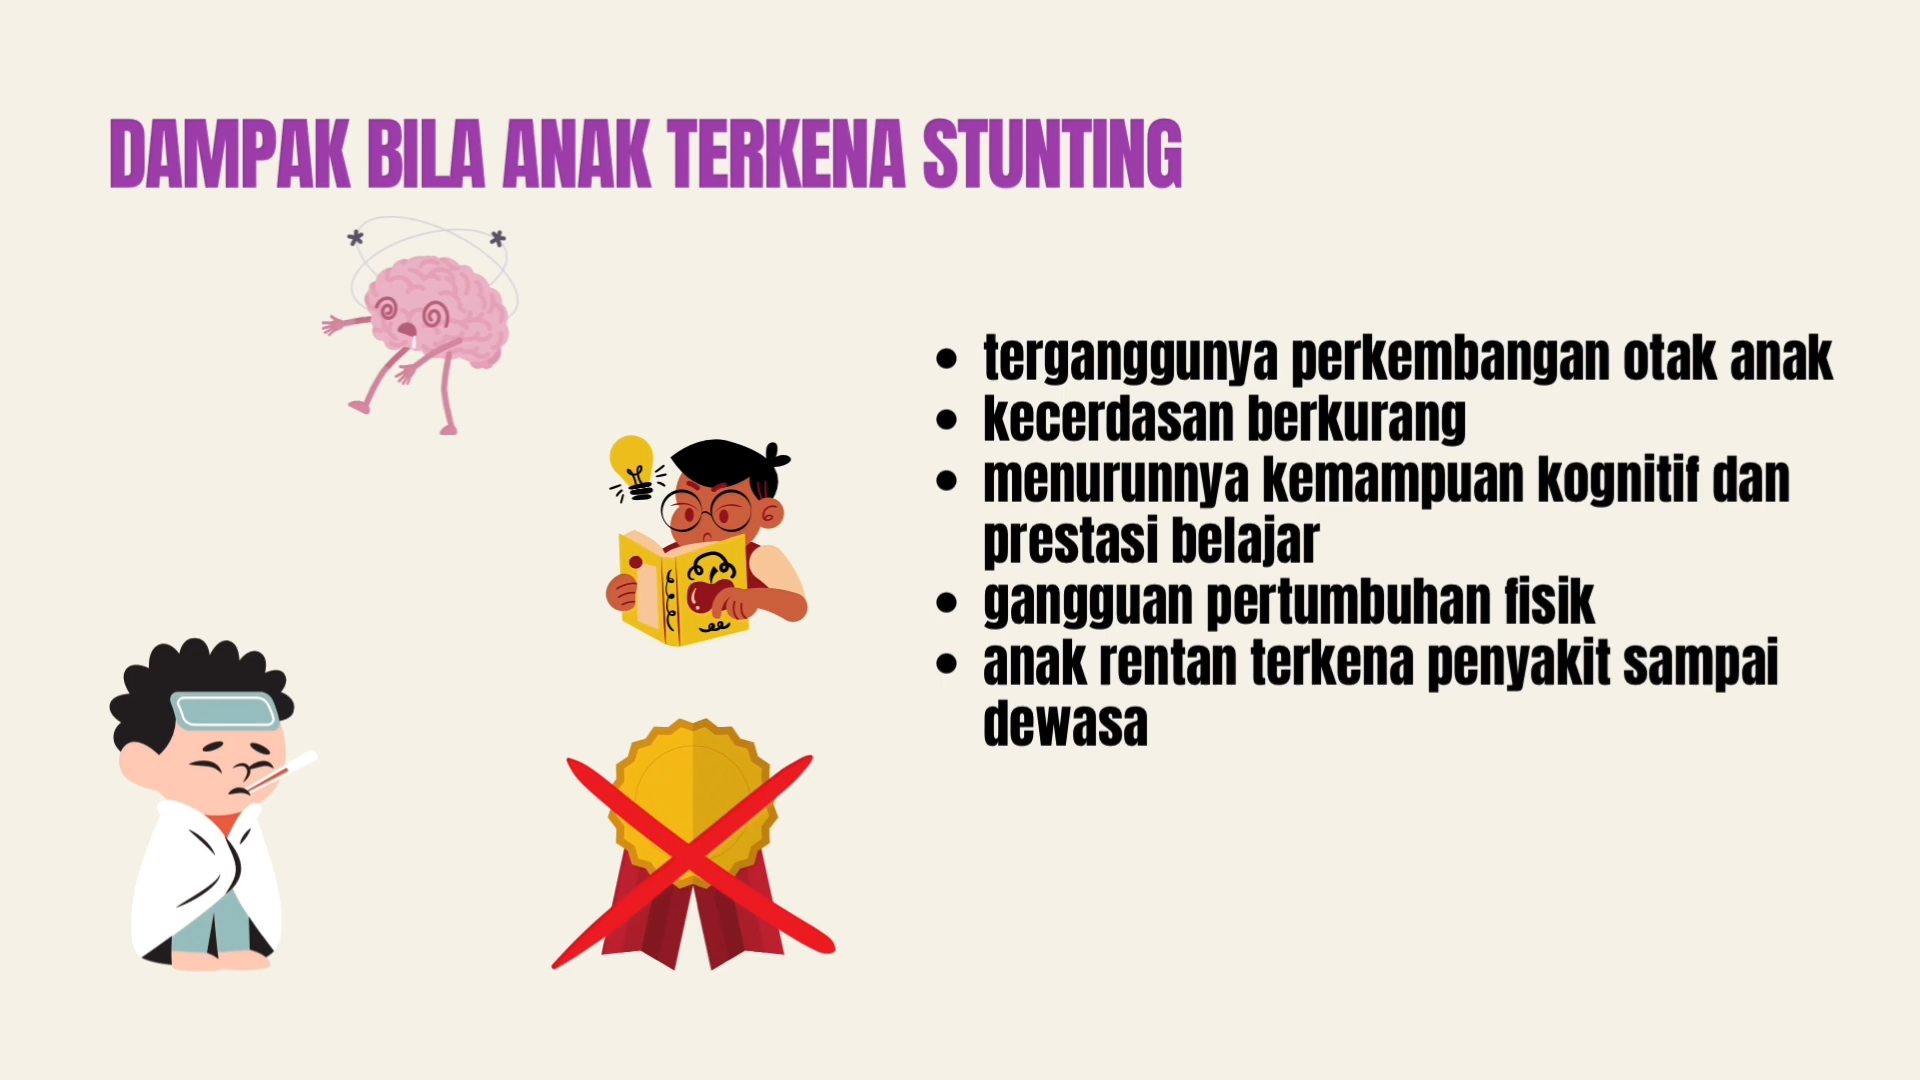 DAMPAK BILA ANAK TERKENA STUNTING
• terganggunya perkembangan otak anak
• kecerdasan berkurang
• menurunnya kemampuan kognitif dan
prestasi belajar
• gangguan pertumbuhan fisik
• anak rentan terkena penyakit sampai
dewasa